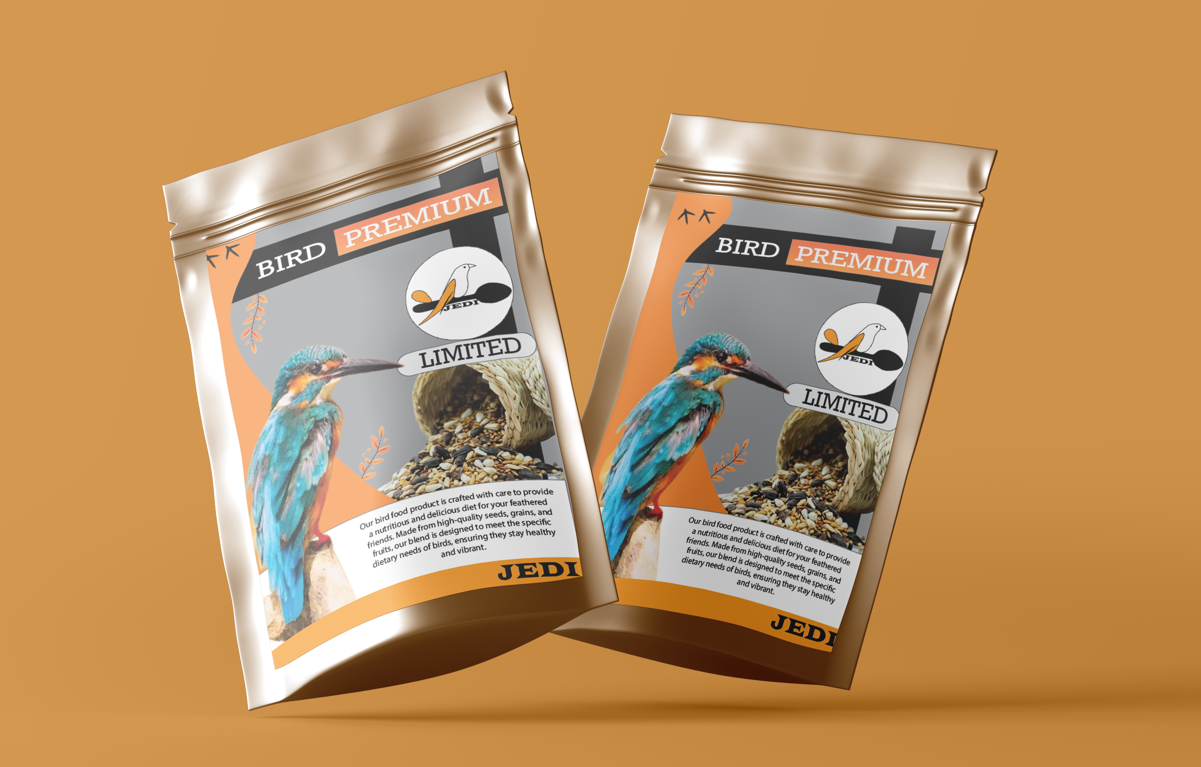 BIRD PREMIUM
JEDI
LIMITED
Our bird food product is crafted with care to provide
a nutritious and delicious diet for your feathered
friends. Made from high-quality seeds, grains, and
fruits, our blend is designed to meet the specific
dietary needs of birds, ensuring they stay healthy
and vibrant.
JEDI
BIRD PREMIUM
JEDI
LIMITED
Our bird food product is crafted with care to provide
a nutritious and delicious diet for your feathered
friends. Made from high-quality seeds, grains, and
fruits, our blend is designed to meet the specific
dietary needs of birds, ensuring they stay healthy
and vibrant.
JEDI